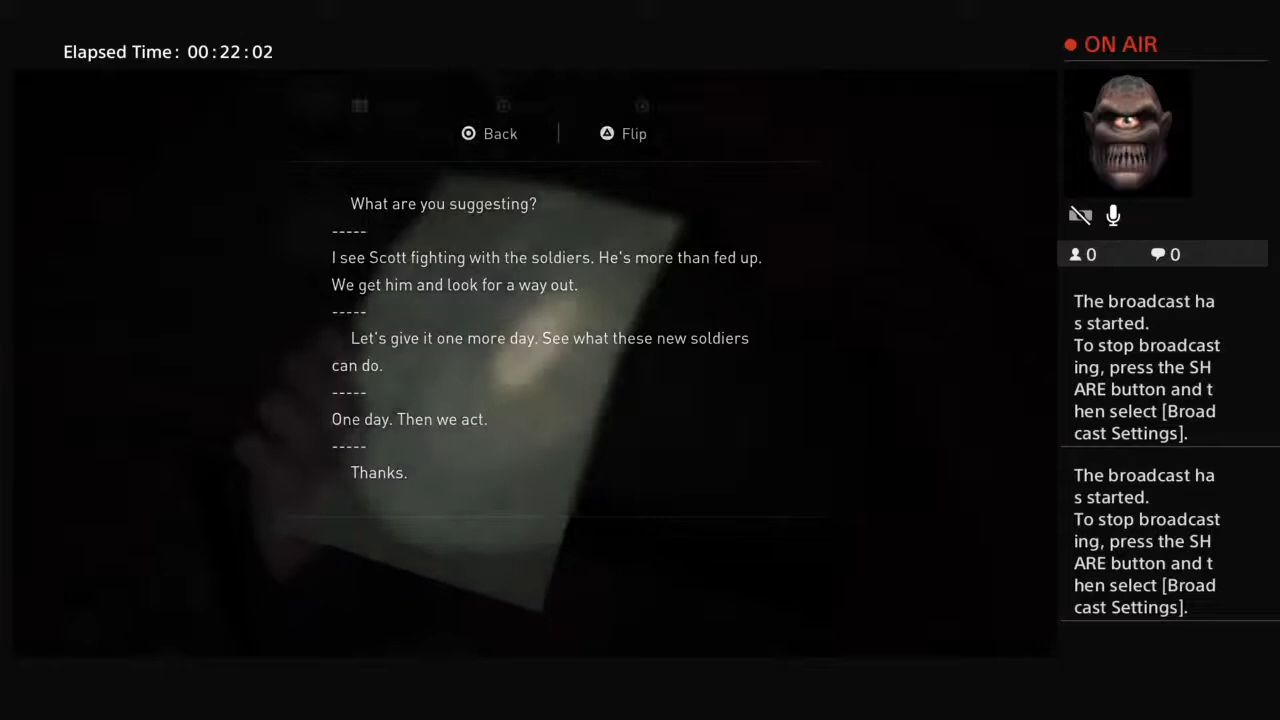 Elapsed Time: 00:22:02
ON AIR
Back
Flip
0
0
What are you suggesting?
-----
I see Scott fighting with the soldiers. He's more than fed up.
We get him and look for a way out.
-----
Let's give it one more day. See what these new soldiers
can do.
-----
One day. Then we act.
-----
Thanks.
The broadcast ha
s started.
To stop broadcast
ing, press the SH
ARE button and t
hen select [Broad
cast Settings].
The broadcast ha
s started.
To stop broadcast
ing, press the SH
ARE button and t
hen select [Broad
cast Settings].